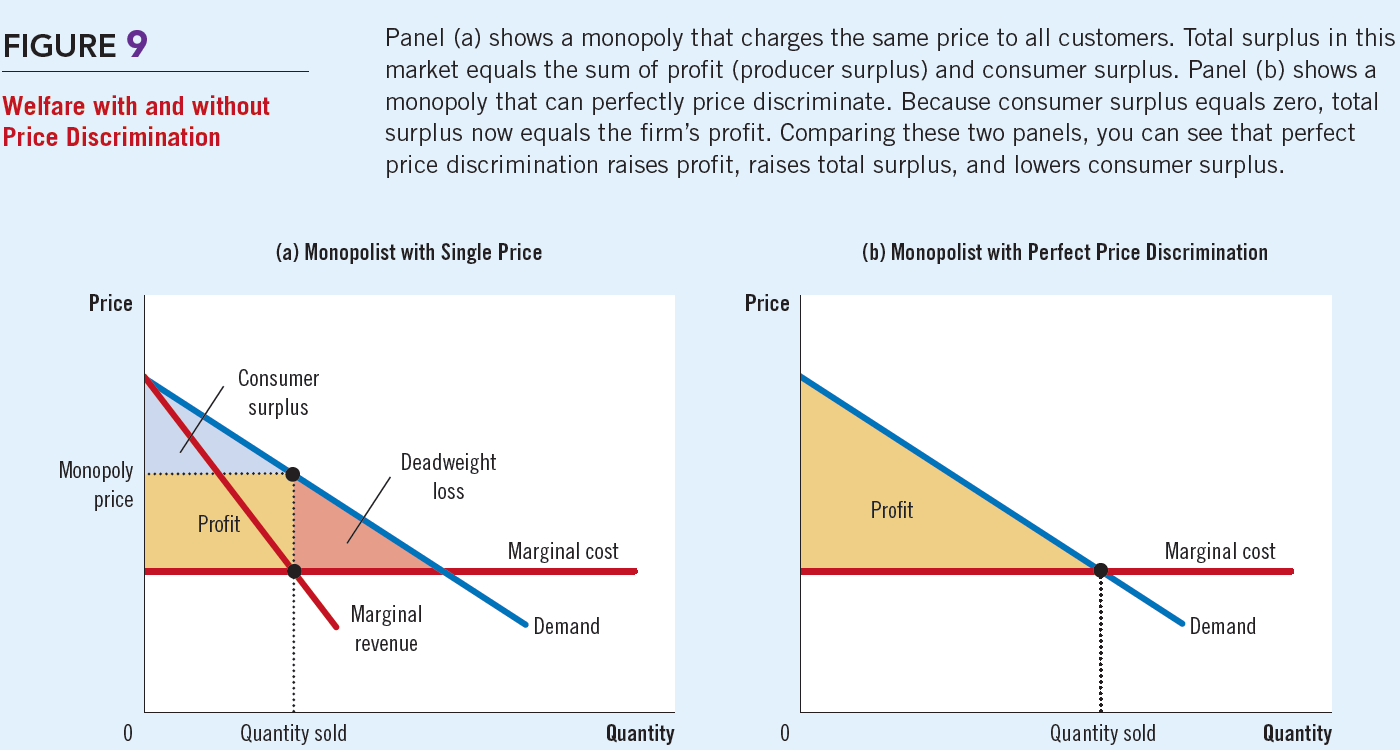 FIGURE 9
Welfare with and without
Price Discrimination
Panel (a) shows a monopoly that charges the same price to all customers. Total surplus in this
market equals the sum of profit (producer surplus) and consumer surplus. Panel (b) shows a
monopoly that can perfectly price discriminate. Because consumer surplus equals zero, total
surplus now equals the firm’s profit. Comparing these two panels, you can see that perfect
price discrimination raises profit, raises total surplus, and lowers consumer surplus.
(a) Monopolist with Single Price
Price
Consumer
surplus
Monopoly
price
Deadweight
loss
Profit
Marginal cost
Marginal
revenue
Demand
0
Quantity sold
Quantity
(b) Monopolist with Perfect Price Discrimination
Price
Profit
Marginal cost
Demand
0
Quantity sold
Quantity